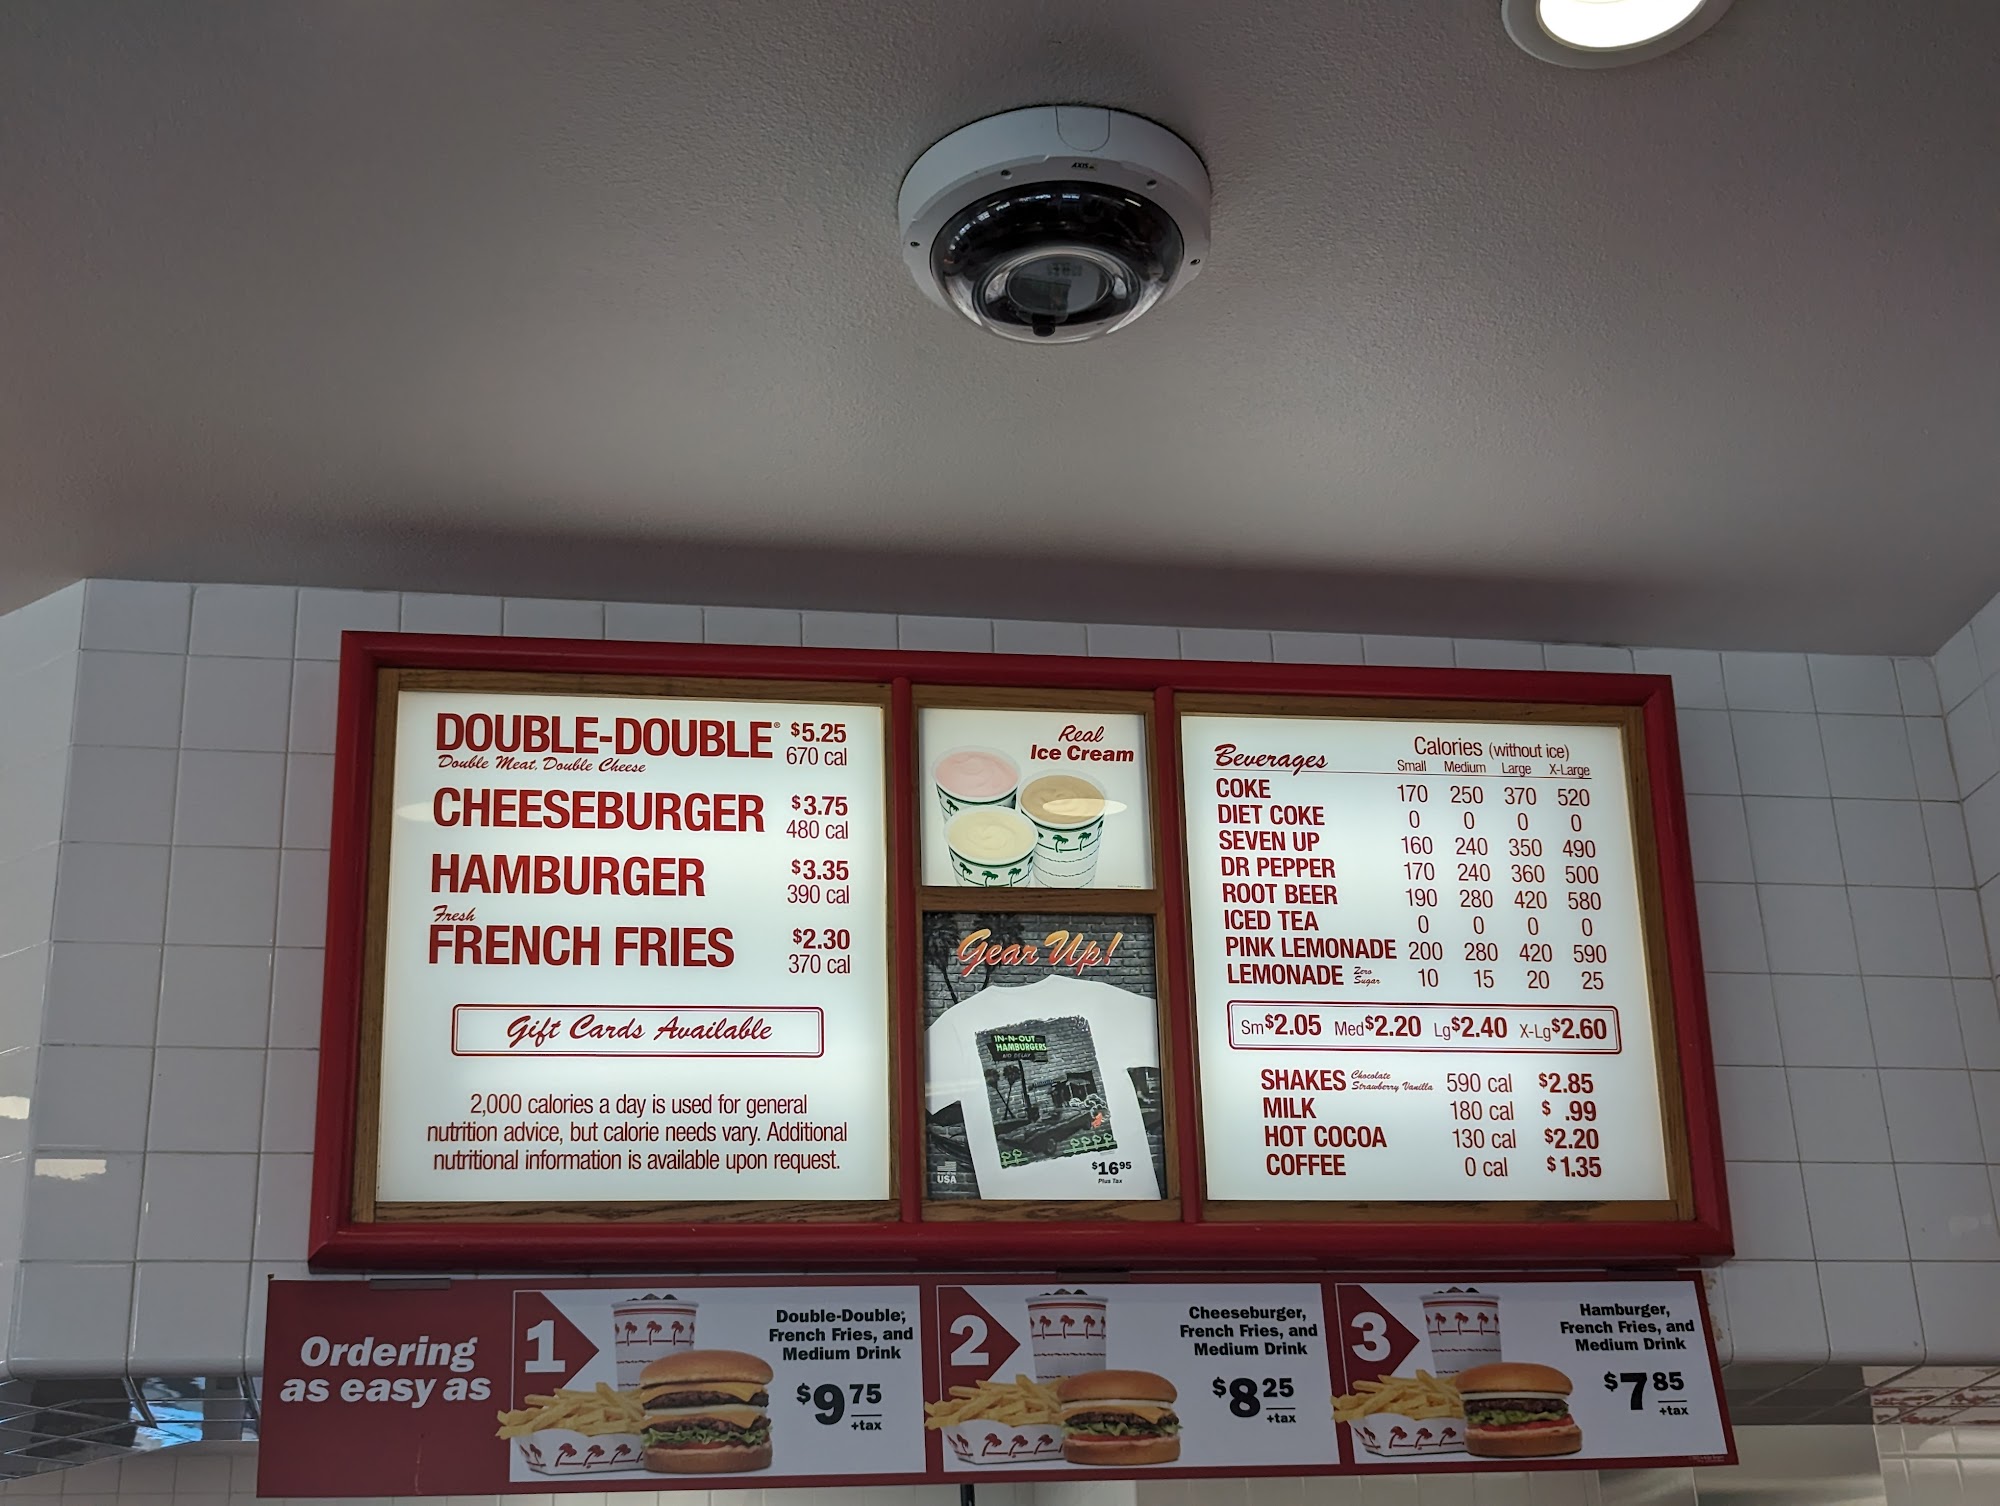 AXIS
DOUBLE-DOUBLE® $5.25
Double Meat, Double Cheese 670 cal
CHEESEBURGER $3.75
480 cal
HAMBURGER $3.35
390 cal
Fresh
FRENCH FRIES $2.30
370 cal
Gift Cards Available
2,000 calories a day is used for general
nutrition advice, but calorie needs vary. Additional
nutritional information is available upon request.
Real
Ice Cream
Gear Up!
IN-N-OUT
HAMBURGERS
NO DELAY
USA
$16.95
Plus Tax
Beverages Calories (without ice)
Small Medium Large X-Large
COKE 170 250 370 520
DIET COKE 0 0 0 0
SEVEN UP 160 240 350 490
DR PEPPER 170 240 360 500
ROOT BEER 190 280 420 580
ICED TEA 0 0 0 0
PINK LEMONADE 200 280 420 590
LEMONADE Zero Sugar 10 15 20 25
Sm$2.05 Med$2.20 Lg$2.40 X-Lg$2.60
SHAKES Chocolate Strawberry Vanilla 590 cal $2.85
MILK 180 cal $ .99
HOT COCOA 130 cal $2.20
COFFEE 0 cal $1.35
Ordering
as easy as
1
Double-Double®,
French Fries, and
Medium Drink
$9 75
+tax
2
Cheeseburger,
French Fries, and
Medium Drink
$8 25
+tax
3
Hamburger,
French Fries, and
Medium Drink
$7 85
+tax